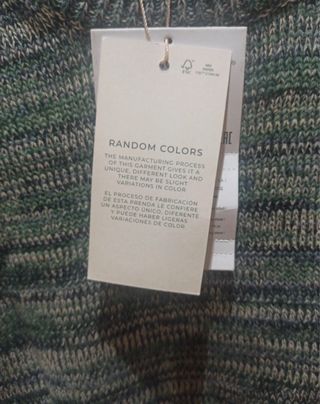 FSC
RANDOM COLORS
THE MANUFACTURING PROCESS
OF THIS GARMENT GIVES IT A
UNIQUE, DIFFERENT LOOK AND
THERE MAY BE SLIGHT
VARIATIONS IN COLOR
EL PROCESO DE FABRICACIÓN
DE ESTA PRENDA LE CONFIERE
UN ASPECTO ÚNICO, DIFERENTE
Y PUEDE HABER LIGERAS
VARIACIONES DE COLOR